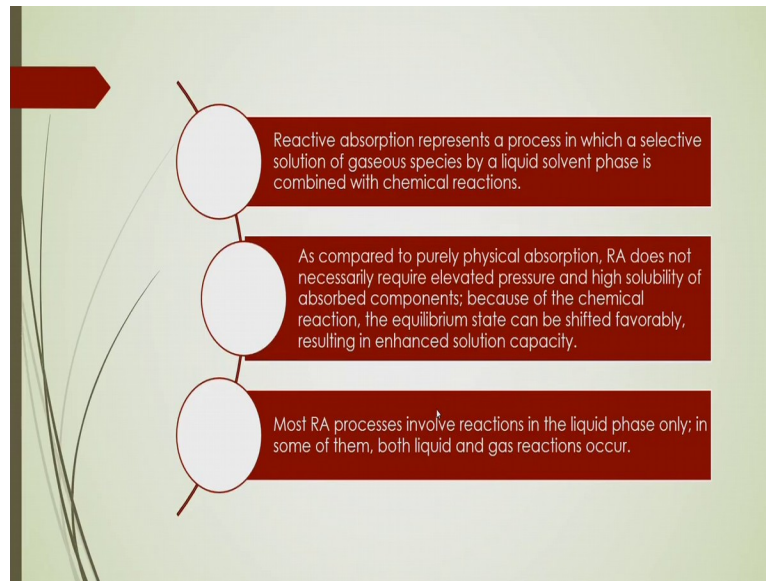 Reactive absorption represents a process in which a selective
solution of gaseous species by a liquid solvent phase is
combined with chemical reactions.
As compared to purely physical absorption, RA does not
necessarily require elevated pressure and high solubility of
absorbed components; because of the chemical
reaction, the equilibrium state can be shifted favorably,
resulting in enhanced solution capacity.
Most RA processes involve reactions in the liquid phase only; in
some of them, both liquid and gas reactions occur.